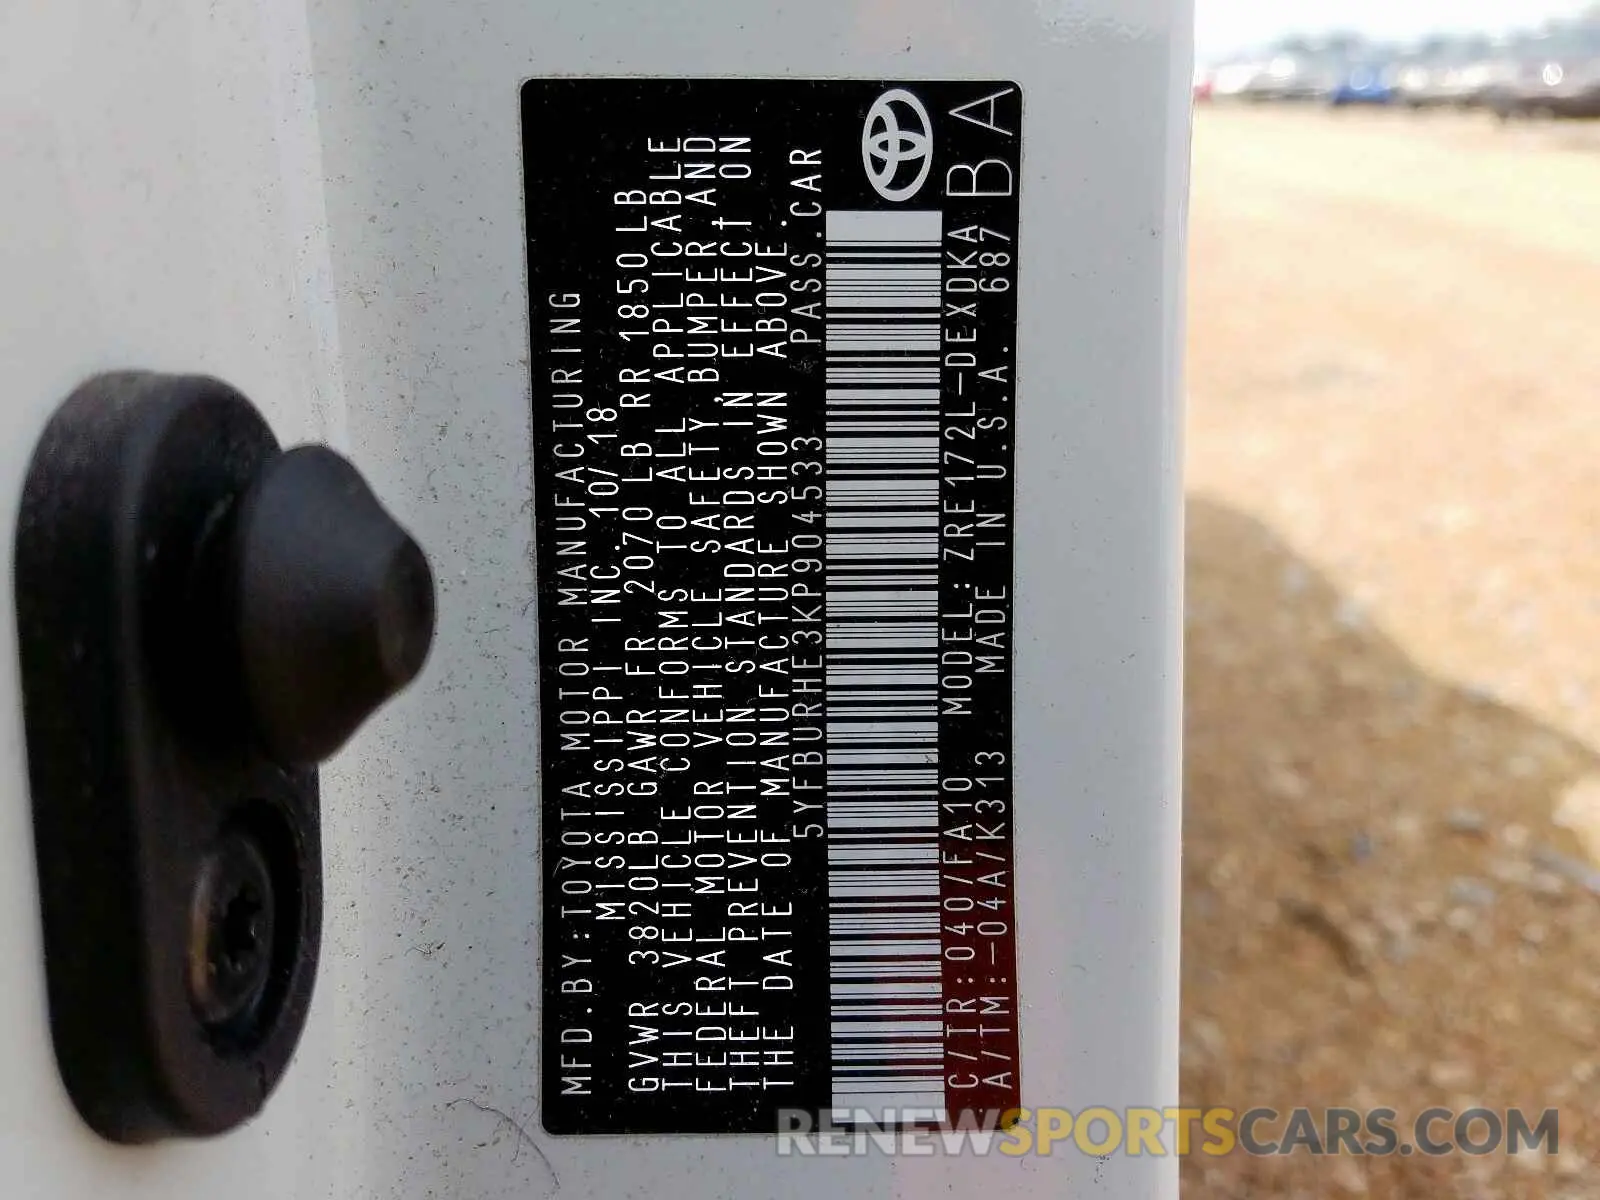 MFD.BY:TOYOTA MOTOR MANUFACTURING
MISSISSIPPI INC. 10/18
GVWR 3820LB GAWR FR 2070 LB RR 1850 LB
THIS VEHICLE CONFORMS TO ALL APPLICABLE
FEDERAL MOTOR VEHICLE SAFETY, BUMPER AND
THEFT PREVENTION STANDARDS IN EFFECT ON
THE DATE OF MANUFACTURE SHOWN ABOVE.
5YFBURHE3KP904533 PASS.CAR
C/TR:040/FA10 MODEL:ZRE172L-DEXDKA
A/TM:-04A/K313 MADE IN U.S.A. 687
BA
RENEWSPORTSCARS.COM